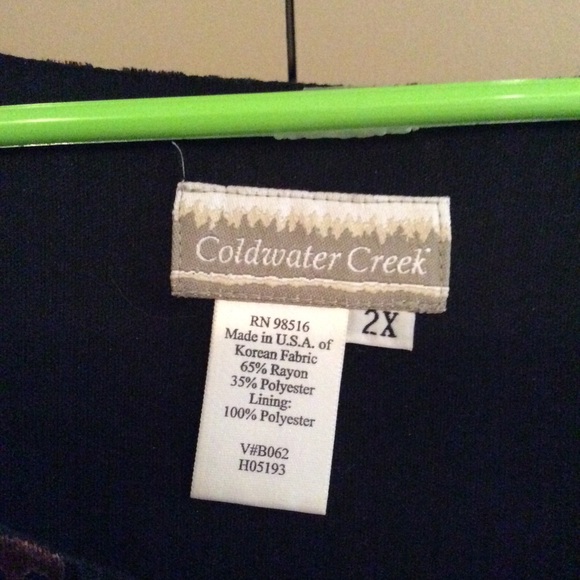 Coldwater Creek
2X
RN 98516
Made in U.S.A. of
Korean Fabric
65% Rayon
35% Polyester
Lining:
100% Polyester
V#B062
H05193